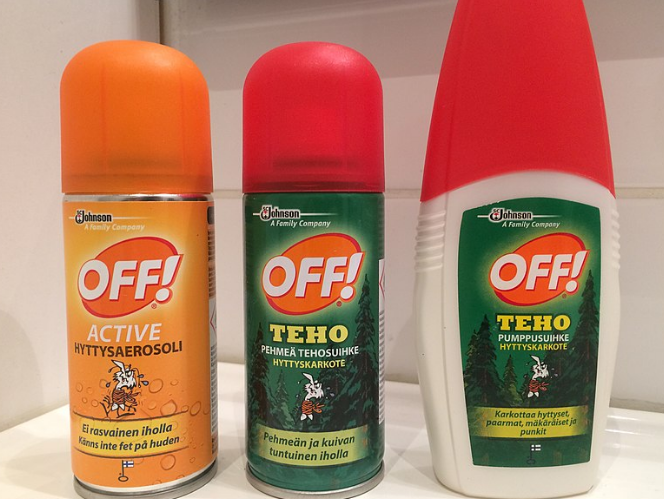 SC Johnson
A Family Company
OFF!
ACTIVE
HYTTYSAEROSOLI
Ei rasvainen iholla
Känns inte fet på huden
SC Johnson
A Family Company
OFF!
TEHO
PEHMEÄ TEHOSUIHKE
HYTTYSKARKOTE
Pehmeän ja kuivan
tuntuinen iholla
SC Johnson
A Family Company
OFF!
TEHO
PUMPPUSUIHKE
HYTTYSKARKOTE
Karkottaa hyttyset,
paarmat, mäkäräiset ja
punkit